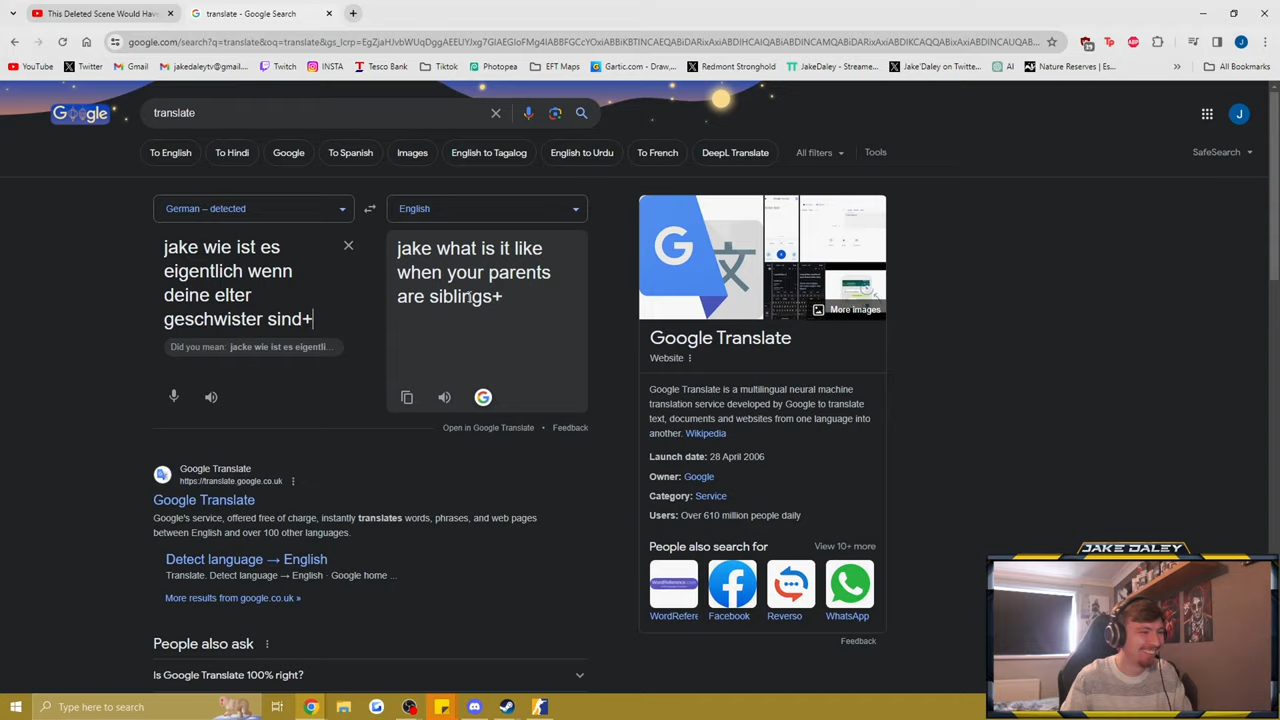 This Deleted Scene Would Hav
translate - Google Search
google.com/search?q=translate&oq=translate&gs_lcrp=
YouTube
Twitter
Gmail
jakedaleytv@gmail....
Twitch
INSTA
Tesco Bank
Tiktok
Photopea
EFT Maps
Gartic.com - Draw,...
Redmont Stronghold
JakeDaley - Streame...
Jake'Daley on Twitte...
AI
Nature Reserves | Es...
»
All Bookmarks
Google
translate
J
To English
To Hindi
Google
To Spanish
Images
English to Tagalog
English to Urdu
To French
DeepL Translate
All filters
Tools
SafeSearch
German – detected
English
jake wie ist es
eigentlich wenn
deine elter
geschwister sind+
Did you mean: jacke wie ist es eigentli...
jake what is it like
when your parents
are siblings+
Open in Google Translate • Feedback
Google Translate
https://translate.google.co.uk
Google Translate
Google's service, offered free of charge, instantly translates words, phrases, and web pages
between English and over 100 other languages.
Detect language → English
Translate. Detect language → English · Google home ...
More results from google.co.uk »
People also ask
Is Google Translate 100% right?
More images
Google Translate
Website
Google Translate is a multilingual neural machine
translation service developed by Google to translate
text, documents and websites from one language into
another. Wikipedia
Launch date: 28 April 2006
Owner: Google
Category: Service
Users: Over 610 million people daily
People also search for
View 10+ more
WordRefere
Facebook
Reverso
WhatsApp
Feedback
JAKE DALEY
Type here to search